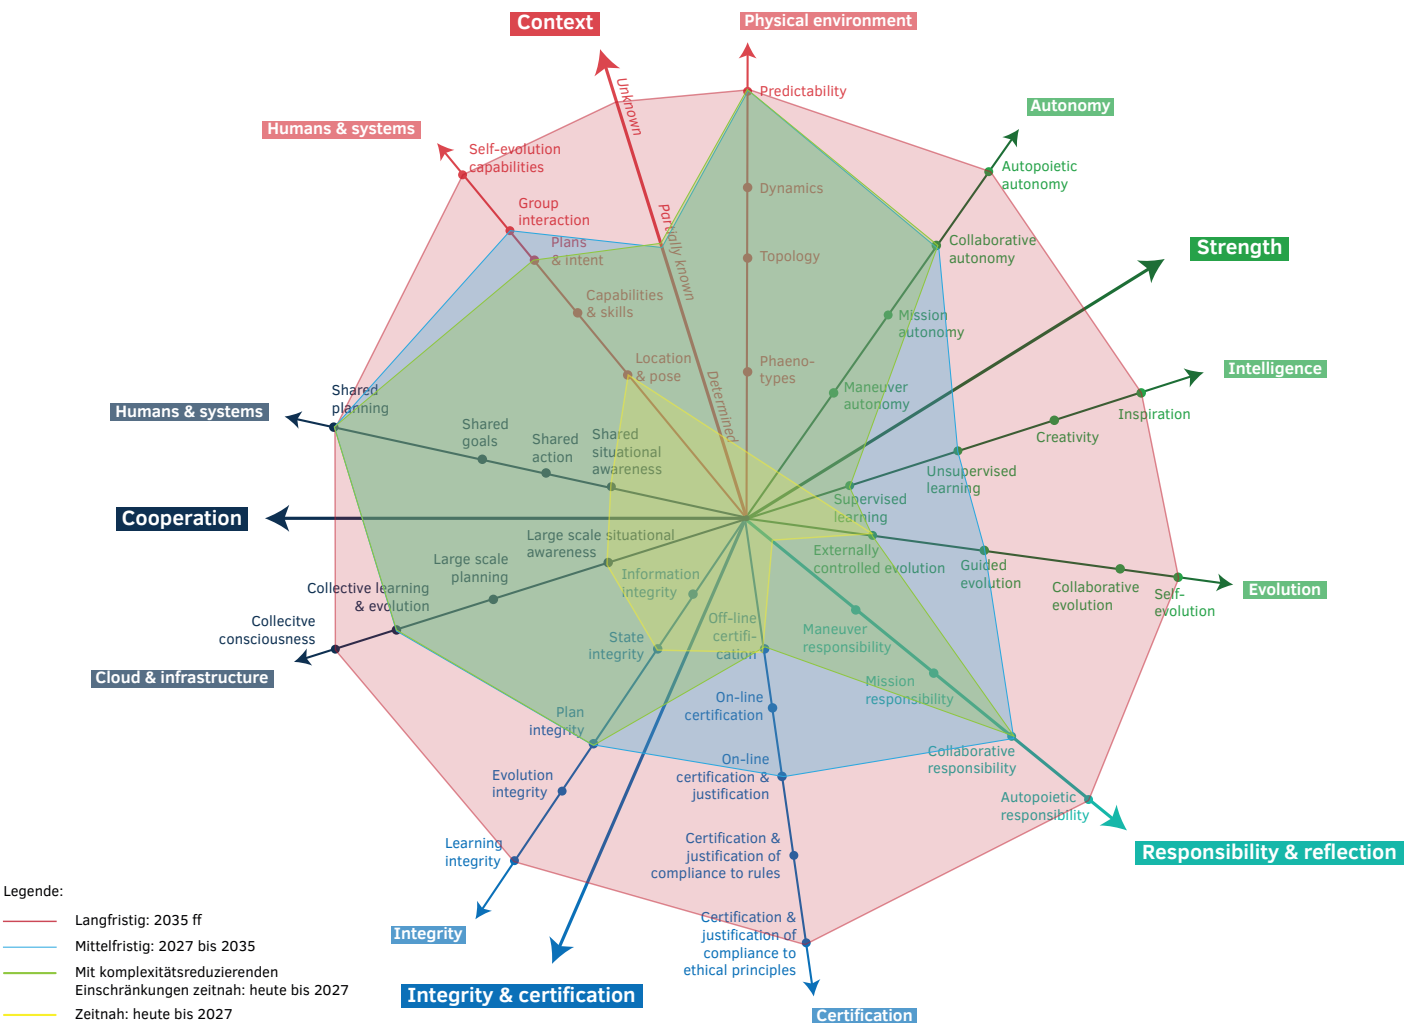 Context
Physical environment
Unknown
Predictability
Autonomy
Humans & systems
Self-evolution
capabilities
Autopoietic
autonomy
Dynamics
Group
interaction
Partially known
Plans
& intent
Collaborative
autonomy
Strength
Topology
Capabilities
& skills
Mission
autonomy
Location
& pose
Determined
Phaeno-
types
Maneuver
autonomy
Intelligence
Inspiration
Creativity
Shared
planning
Humans & systems
Shared
goals
Shared
action
Shared
situational
awareness
Unsupervised
learning
Supervised
learning
Cooperation
Large scale situational
awareness
Large scale
planning
Collective learning
& evolution
Collecitve
consciousness
Cloud & infrastructure
Externally
controlled evolution
Guided
evolution
Collaborative
evolution
Self-
evolution
Evolution
Information
integrity
State
integrity
Plan
integrity
Evolution
integrity
Learning
integrity
Integrity
Off-line
certifi-
cation
On-line
certification
On-line
certification &
justification
Certification &
justification of
compliance to rules
Certification &
justification of
compliance to
ethical principles
Certification
Maneuver
responsibility
Mission
responsibility
Collaborative
responsibility
Autopoietic
responsibility
Responsibility & reflection
Integrity & certification
Legende:
Langfristig: 2035 ff
Mittelfristig: 2027 bis 2035
Mit komplexitätsreduzierenden
Einschränkungen zeitnah: heute bis 2027
Zeitnah: heute bis 2027